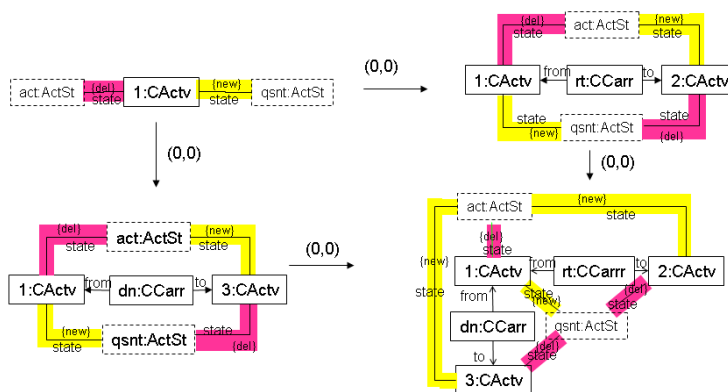 act:ActSt
{del}
state
1:CActv
{new}
state
qsnt:ActSt
(0,0)
{del}
state
act:ActSt
{new}
state
1:CActv
from
rt:CCarr
to
2:CActv
state
{new}
qsnt:ActSt
state
{del}
(0,0)
(0,0)
{del}
state
act:ActSt
{new}
state
1:CActv
from
dn:CCarr
to
3:CActv
{new}
state
qsnt:ActSt
state
{del}
(0,0)
act:ActSt
{new}
state
{del}
state
{new}
state
1:CActv
from
rt:CCarrr
to
2:CActv
from
state
{new}
{del}
state
dn:CCarr
qsnt:ActSt
to
{del}
state
3:CActv